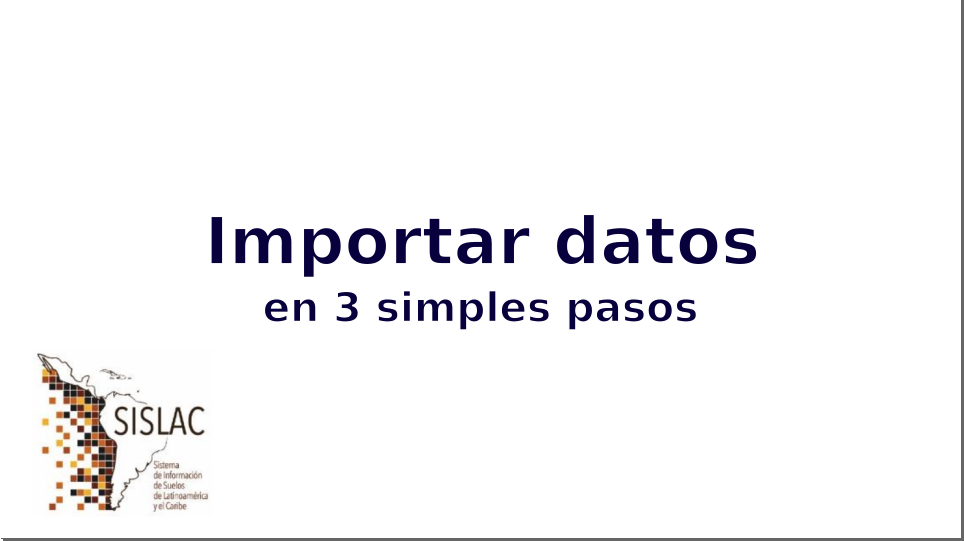 Importar datos
en 3 simples pasos
SISLAC
Sistema
de Información
de Suelos
de Latinoamérica
y el Caribe